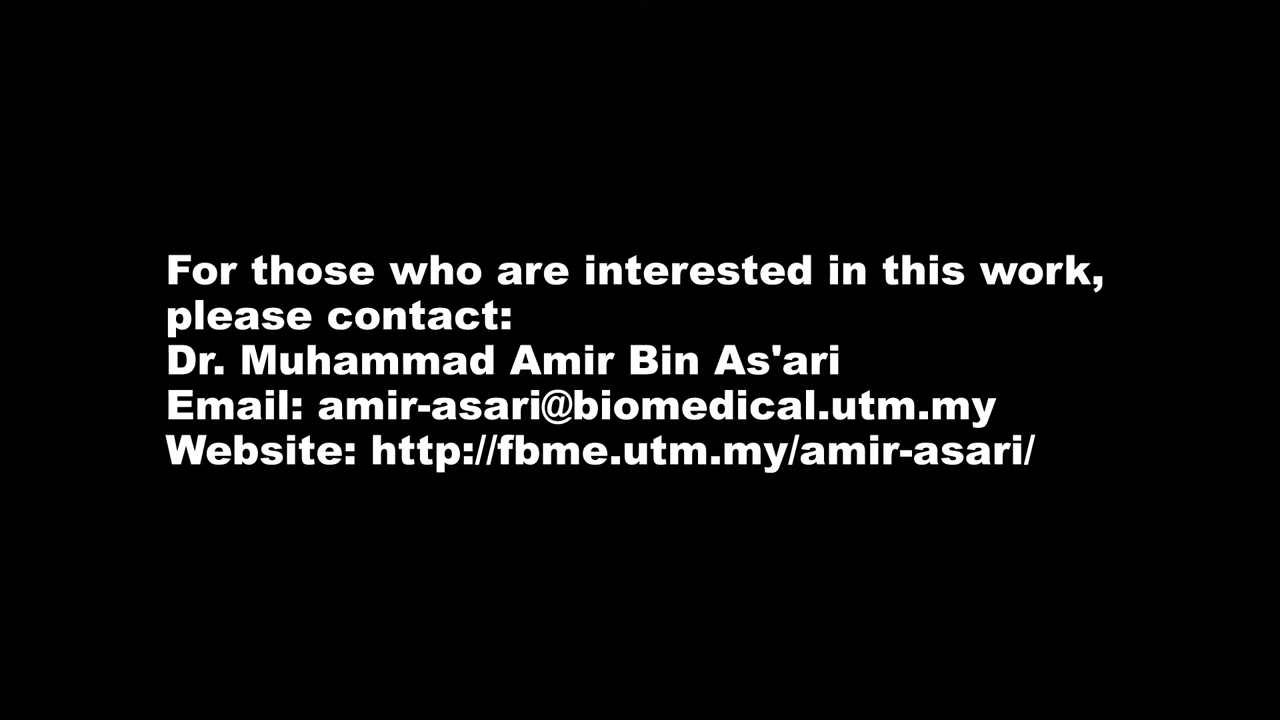 For those who are interested in this work,
please contact:
Dr. Muhammad Amir Bin As'ari
Email: amir-asari@biomedical.utm.my
Website: http://fbme.utm.my/amir-asari/